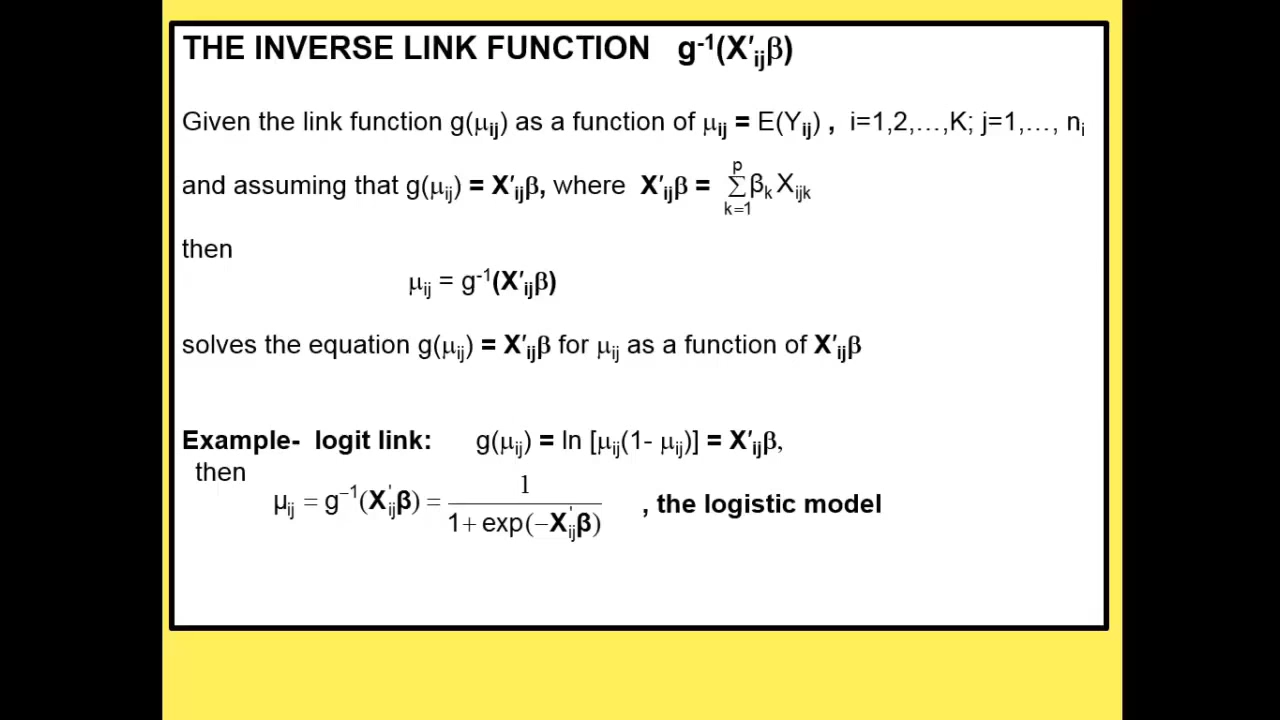 THE INVERSE LINK FUNCTION g⁻¹(X′ijβ)
Given the link function g(μij) as a function of μij = E(Yij) , i=1,2,…,K; j=1,…, ni
and assuming that g(μij) = X′ijβ, where X′ijβ = p∑k=1 βk Xijk
then
μij = g⁻¹(X′ijβ)
solves the equation g(μij) = X′ijβ for μij as a function of X′ijβ
Example- logit link: g(μij) = ln [μij(1- μij)] = X′ijβ,
then
μij = g⁻¹(X'ijβ) = 1 / 1+ exp(−X'ijβ) , the logistic model